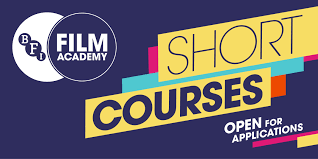 BFI
FILM
ACADEMY
SHORT
COURSES
OPEN FOR
APPLICATIONS